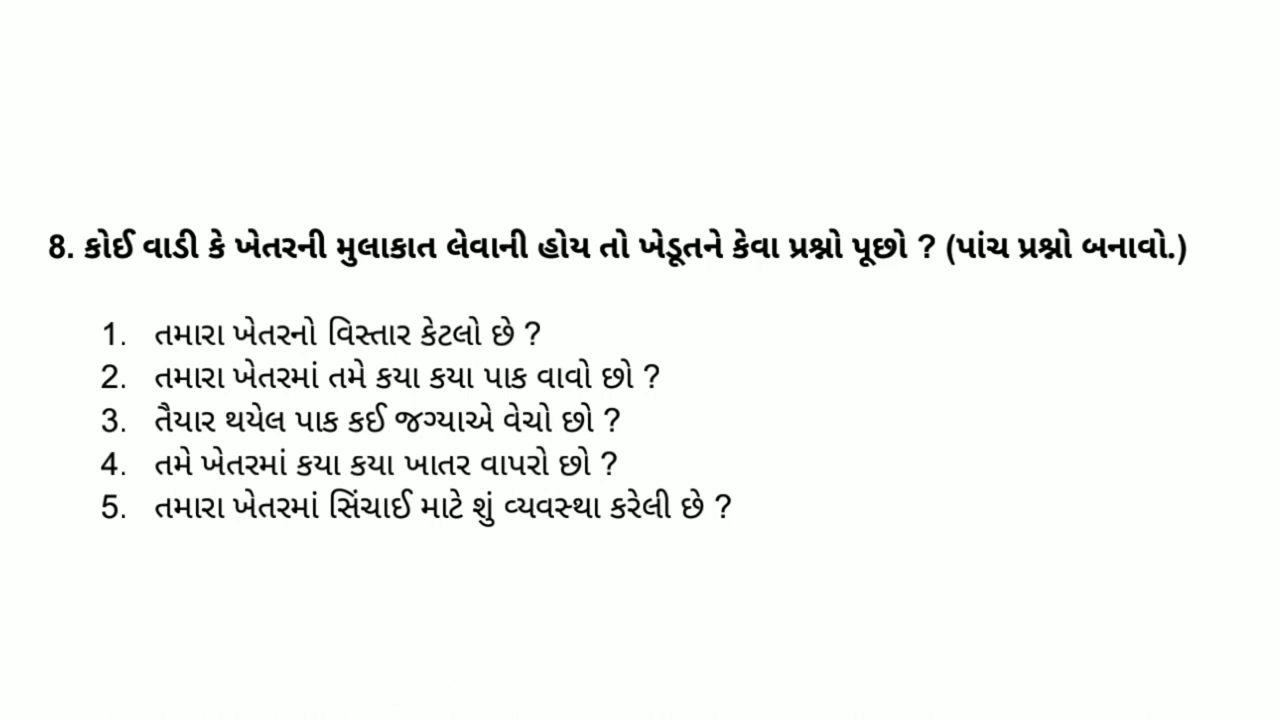 8. કોઈ વાડી કે ખેતરની મુલાકાત લેવાની હોય તો ખેડૂતને કેવા પ્રશ્નો પૂછો ? (પાંચ પ્રશ્નો બનાવો.)
1. તમારા ખેતરનો વિસ્તાર કેટલો છે ?
2. તમારા ખેતરમાં તમે કયા કયા પાક વાવો છો ?
3. તૈયાર થયેલ પાક કઈ જગ્યાએ વેચો છો ?
4. તમે ખેતરમાં કયા કયા ખાતર વાપરો છો ?
5. તમારા ખેતરમાં સિંચાઈ માટે શું વ્યવસ્થા કરેલી છે ?